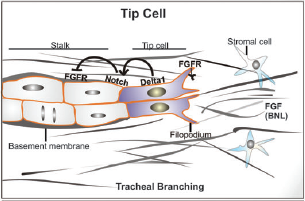 Tip Cell
Stalk
Tip cell
Stromal cell
FGFR
Notch
Delta1
FGFR
FGF
(BNL)
Filopodium
Basement membrane
Tracheal Branching